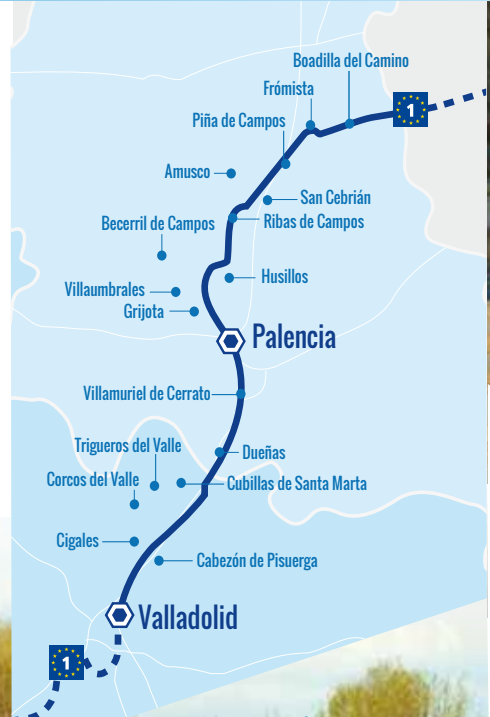 Boadilla del Camino
Frómista
1
Piña de Campos
Amusco
San Cebrián
Becerril de Campos
Ribas de Campos
Husillos
Villaumbrales
Grijota
Palencia
Villamuriel de Cerrato
Trigueros del Valle
Dueñas
Corcos del Valle
Cubillas de Santa Marta
Cigales
Cabezón de Pisuerga
Valladolid
1